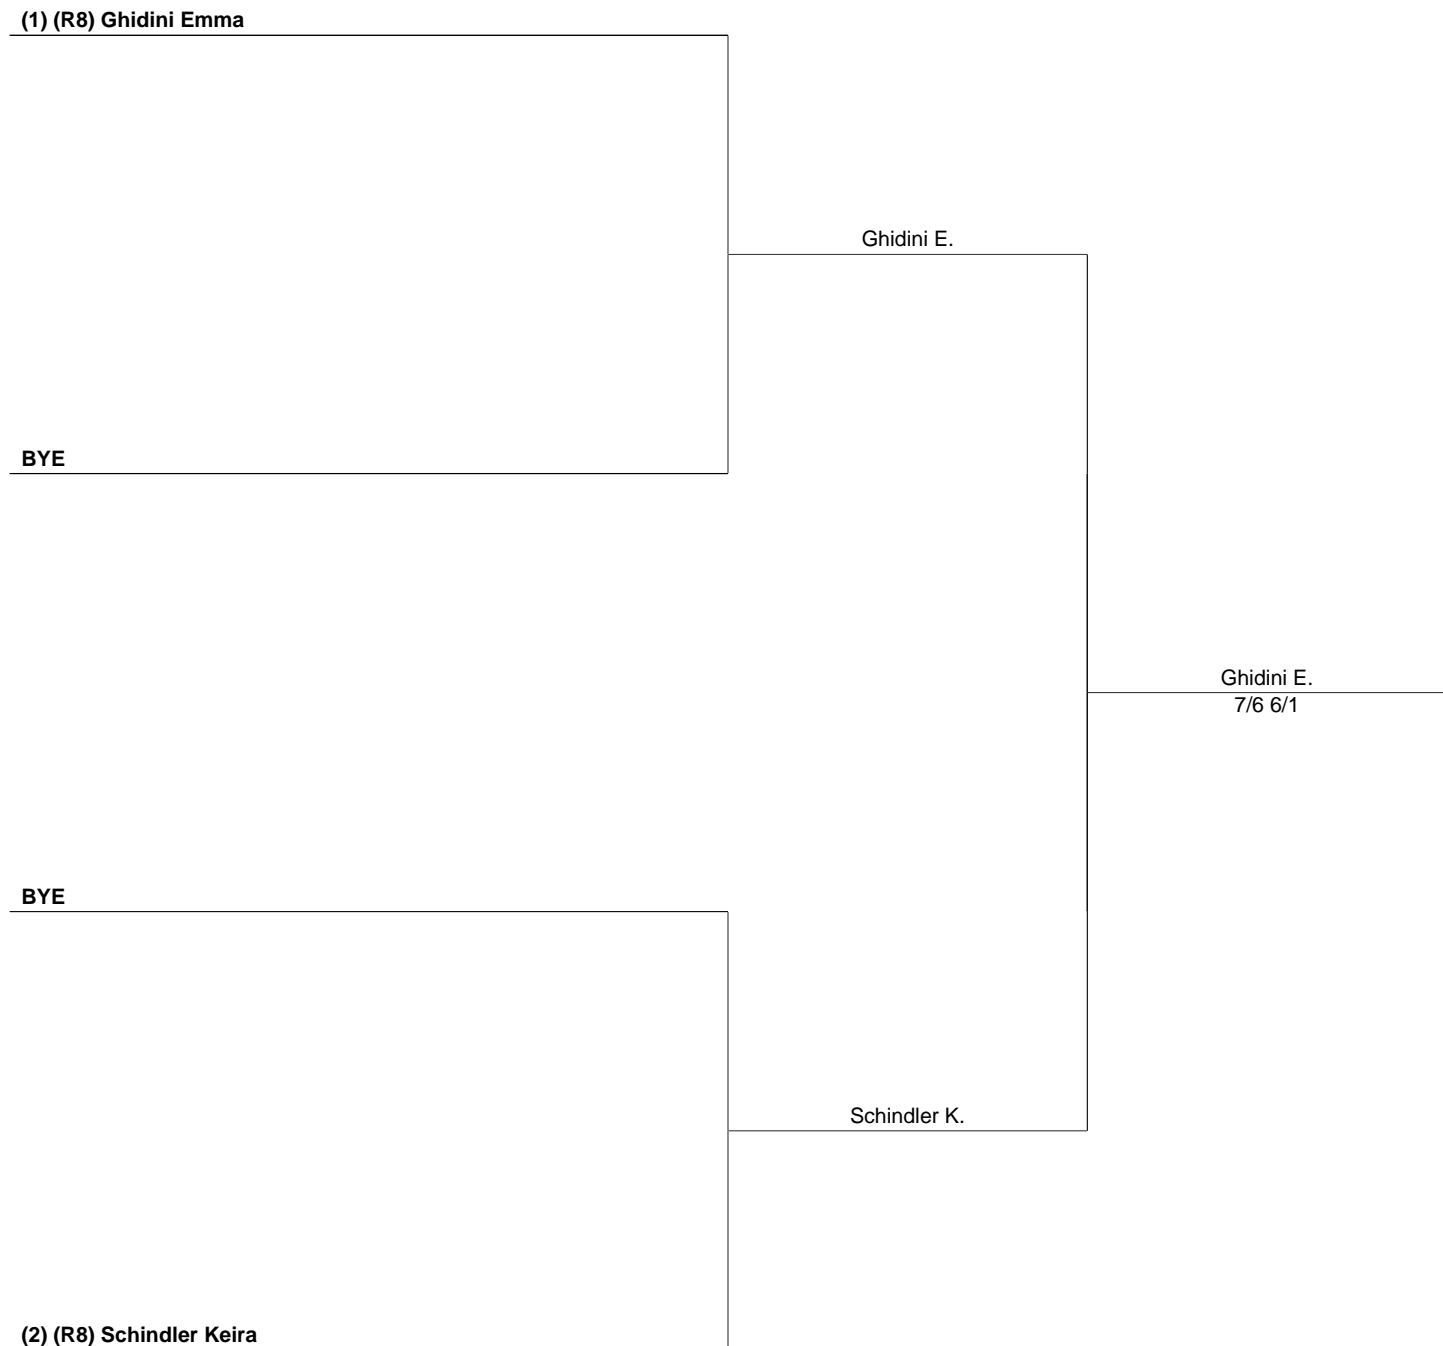 (1) (R8) Ghidini Emma
Ghidini E.
BYE
Ghidini E.
7/6 6/1
BYE
Schindler K.
(2) (R8) Schindler Keira